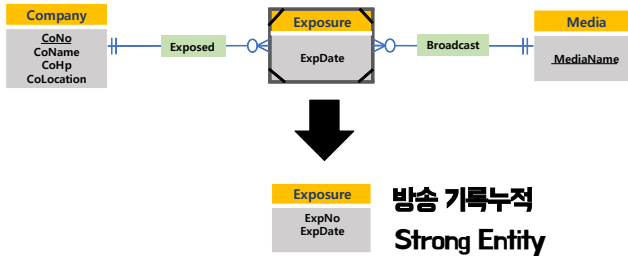 Company
CoNo
CoName
CoHp
CoLocation
Exposed
Exposure
ExpDate
Broadcast
Media
MediaName
Exposure
ExpNo
ExpDate
방송 기록누적
Strong Entity